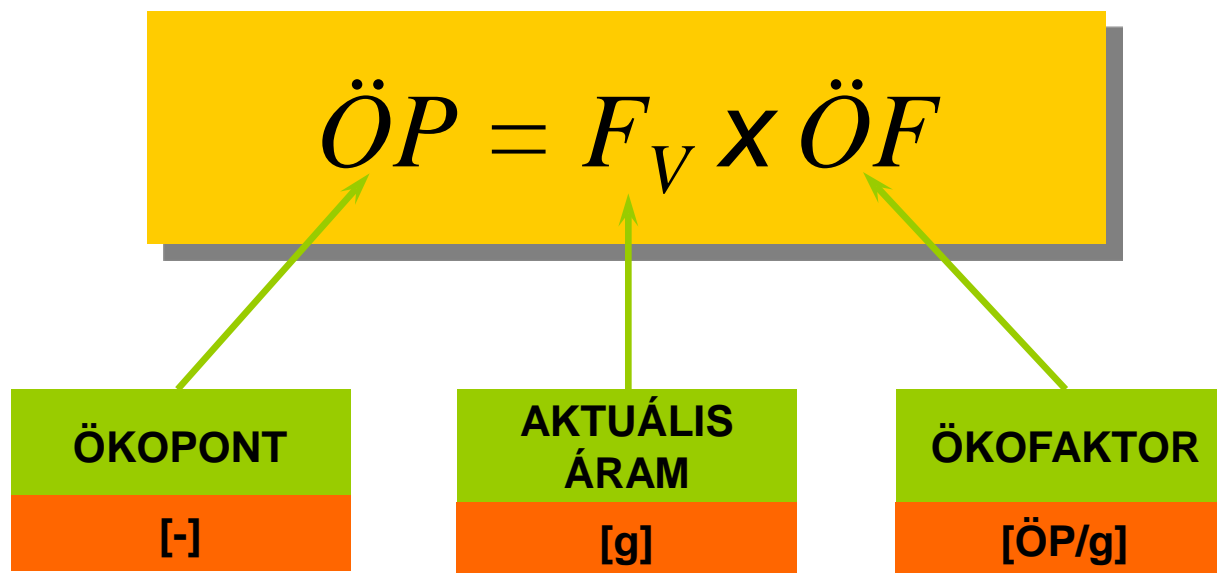 ÖP = F_V x ÖF
ÖKOPONT
[-]
AKTUÁLIS
ÁRAM
[g]
ÖKOFAKTOR
[ÖP/g]